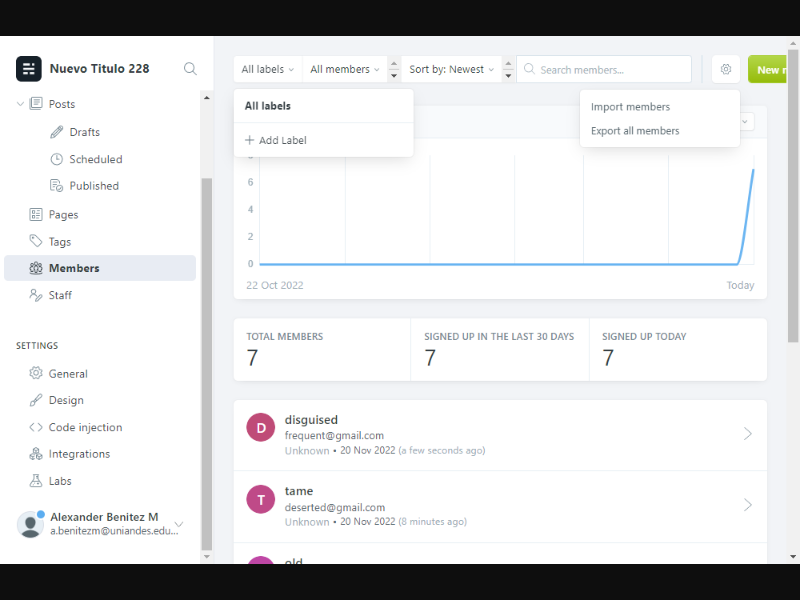 Nuevo Titulo 228
Posts
Drafts
Scheduled
Published
Pages
Tags
Members
Staff
SETTINGS
General
Design
Code injection
Integrations
Labs
Alexander Benitez M
a.benitezm@uniandes.edu...
All labels
All members
Sort by: Newest
Search members...
New
All labels
Add Label
Import members
Export all members
6
4
2
0
22 Oct 2022
Today
TOTAL MEMBERS
7
SIGNED UP IN THE LAST 30 DAYS
7
SIGNED UP TODAY
7
disguised
frequent@gmail.com
Unknown • 20 Nov 2022 (a few seconds ago)
D
tame
deserted@gmail.com
Unknown • 20 Nov 2022 (8 minutes ago)
T
old